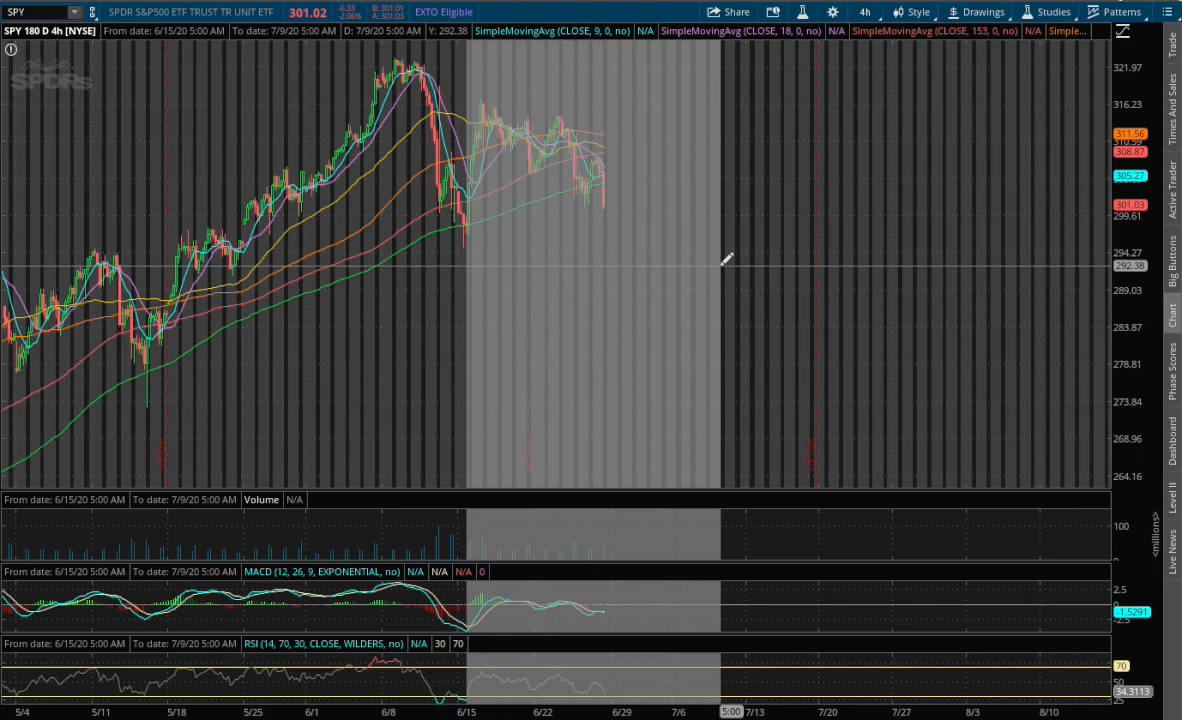 SPY SPDR S&P500 ETF TRUST TR UNIT ETF 301.02 -6.33 -2.06% B: 301.01 A: 301.03 EXTO Eligible Share 4h Style $ Drawings Studies Patterns
SPY 180 D 4h [NYSE] From date: 6/15/20 5:00 AM To date: 7/9/20 5:00 AM D: 7/9/20 5:00 AM Y: 292.38 SimpleMovingAvg (CLOSE, 9, 0, no) N/A SimpleMovingAvg (CLOSE, 18, 0, no) N/A SimpleMovingAvg (CLOSE, 153, 0, no) N/A Simple...
SPDRs
321.97
316.23
311.56
310.59
308.87
305.27
301.03
299.61
294.27
292.38
289.03
283.87
278.81
273.84
268.96
264.16
From date: 6/15/20 5:00 AM To date: 7/9/20 5:00 AM Volume N/A
100
<millions>
From date: 6/15/20 5:00 AM To date: 7/9/20 5:00 AM MACD (12, 26, 9, EXPONENTIAL, no) N/A N/A N/A 0
2.5
0
-1.5291
-2.5
From date: 6/15/20 5:00 AM To date: 7/9/20 5:00 AM RSI (14, 70, 30, CLOSE, WILDERS, no) N/A 30 70
70
50
34.3113
25
5/4 5/11 5/18 5/25 6/1 6/8 6/15 6/22 6/29 7/6 5:00 7/13 7/20 7/27 8/3 8/10
Trade
Times And Sales
Active Trader
Big Buttons
Chart
Phase Scores
Dashboard
Level II
Live News